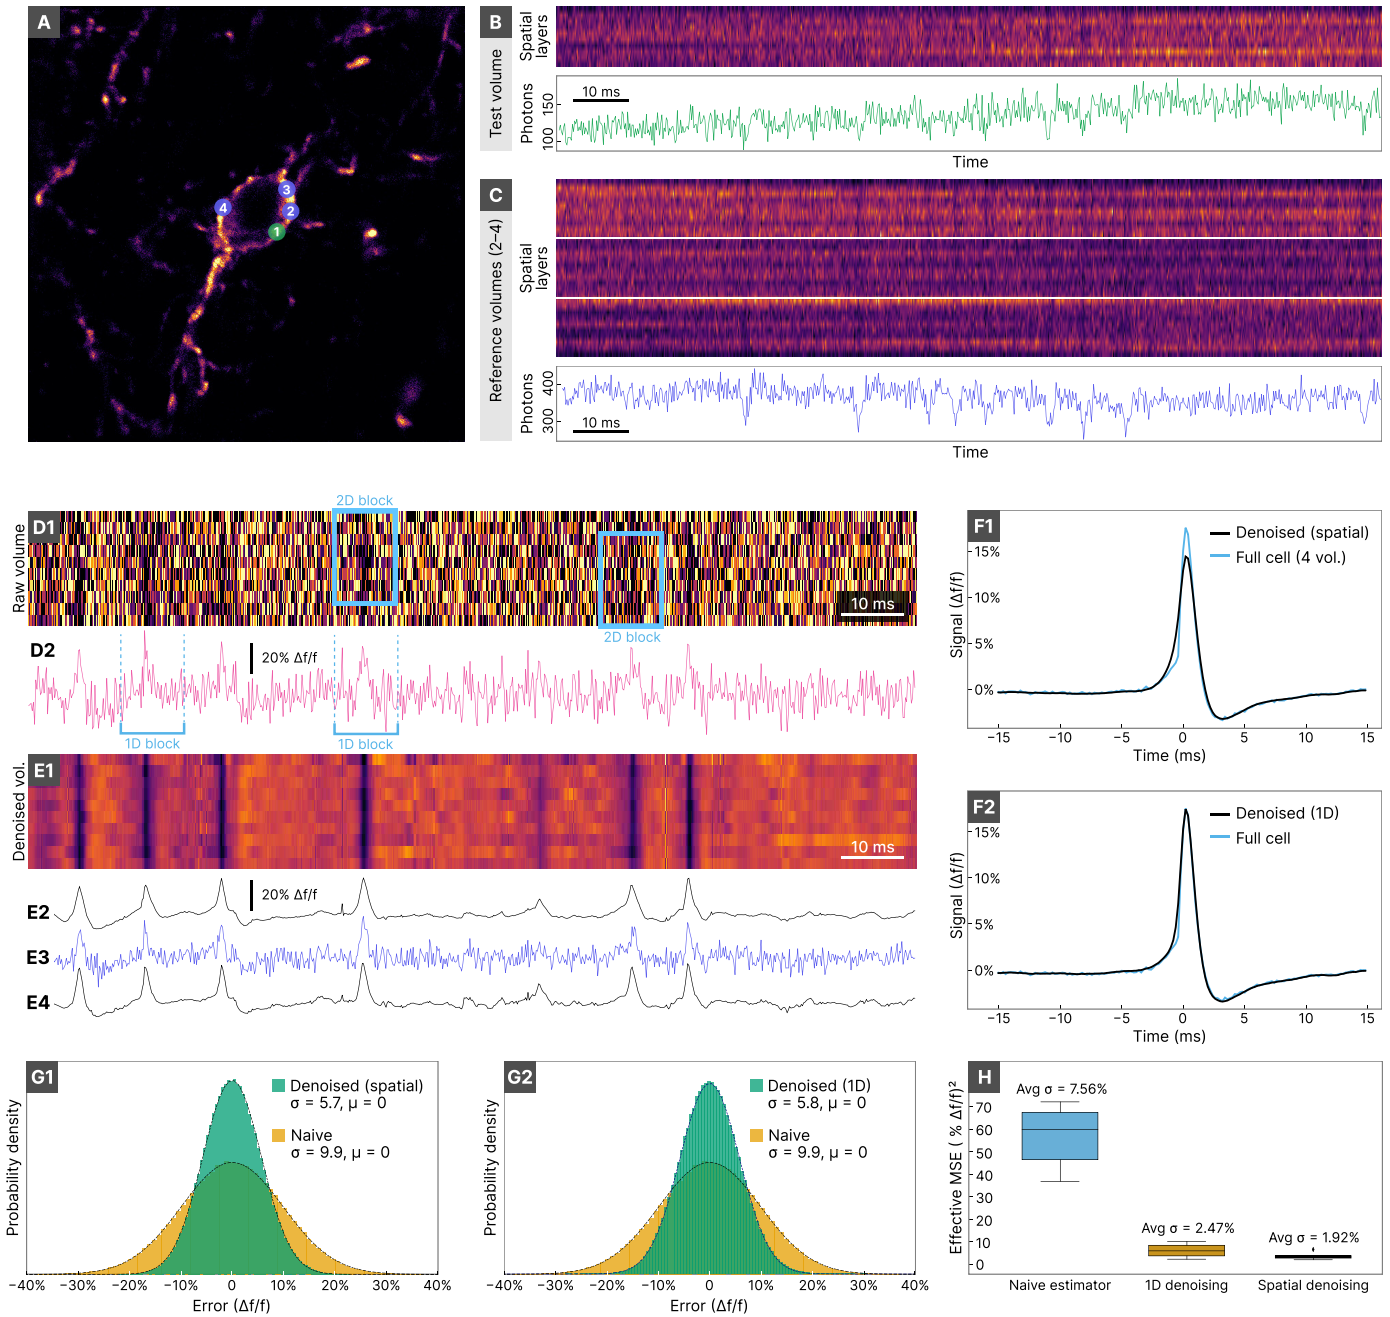 A
3
4
2
1
B
Test volume
Spatial
layers
Photons
150
100
10 ms
Time
C
Reference volumes (2–4)
Spatial
layers
Photons
400
300
10 ms
Time
D1
Raw volume
2D block
2D block
10 ms
D2
20% Δf/f
1D block
1D block
E1
Denoised vol.
10 ms
E2
20% Δf/f
E3
E4
F1
Denoised (spatial)
Full cell (4 vol.)
Signal (Δf/f)
15%
10%
5%
0%
−15 −10 −5 0 5 10 15
Time (ms)
F2
Denoised (1D)
Full cell
Signal (Δf/f)
15%
10%
5%
0%
−15 −10 −5 0 5 10 15
Time (ms)
G1
Probability density
Denoised (spatial)
σ = 5.7, μ = 0
Naive
σ = 9.9, μ = 0
−40% −30% −20% −10% 0 10% 20% 30% 40%
Error (Δf/f)
G2
Probability density
Denoised (1D)
σ = 5.8, μ = 0
Naive
σ = 9.9, μ = 0
−40% −30% −20% −10% 0 10% 20% 30% 40%
Error (Δf/f)
H
Effective MSE ( % Δf/f)²
70
60
50
40
30
20
10
0
Avg σ = 7.56%
Avg σ = 2.47%
Avg σ = 1.92%
Naive estimator 1D denoising Spatial denoising